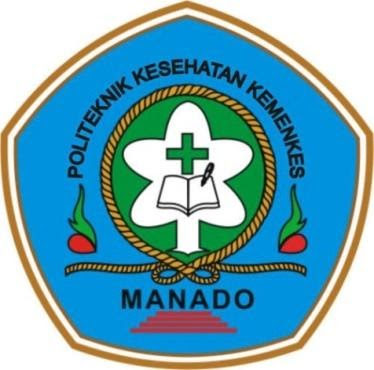 POLITEKNIK KESEHATAN KEMENKES
MANADO